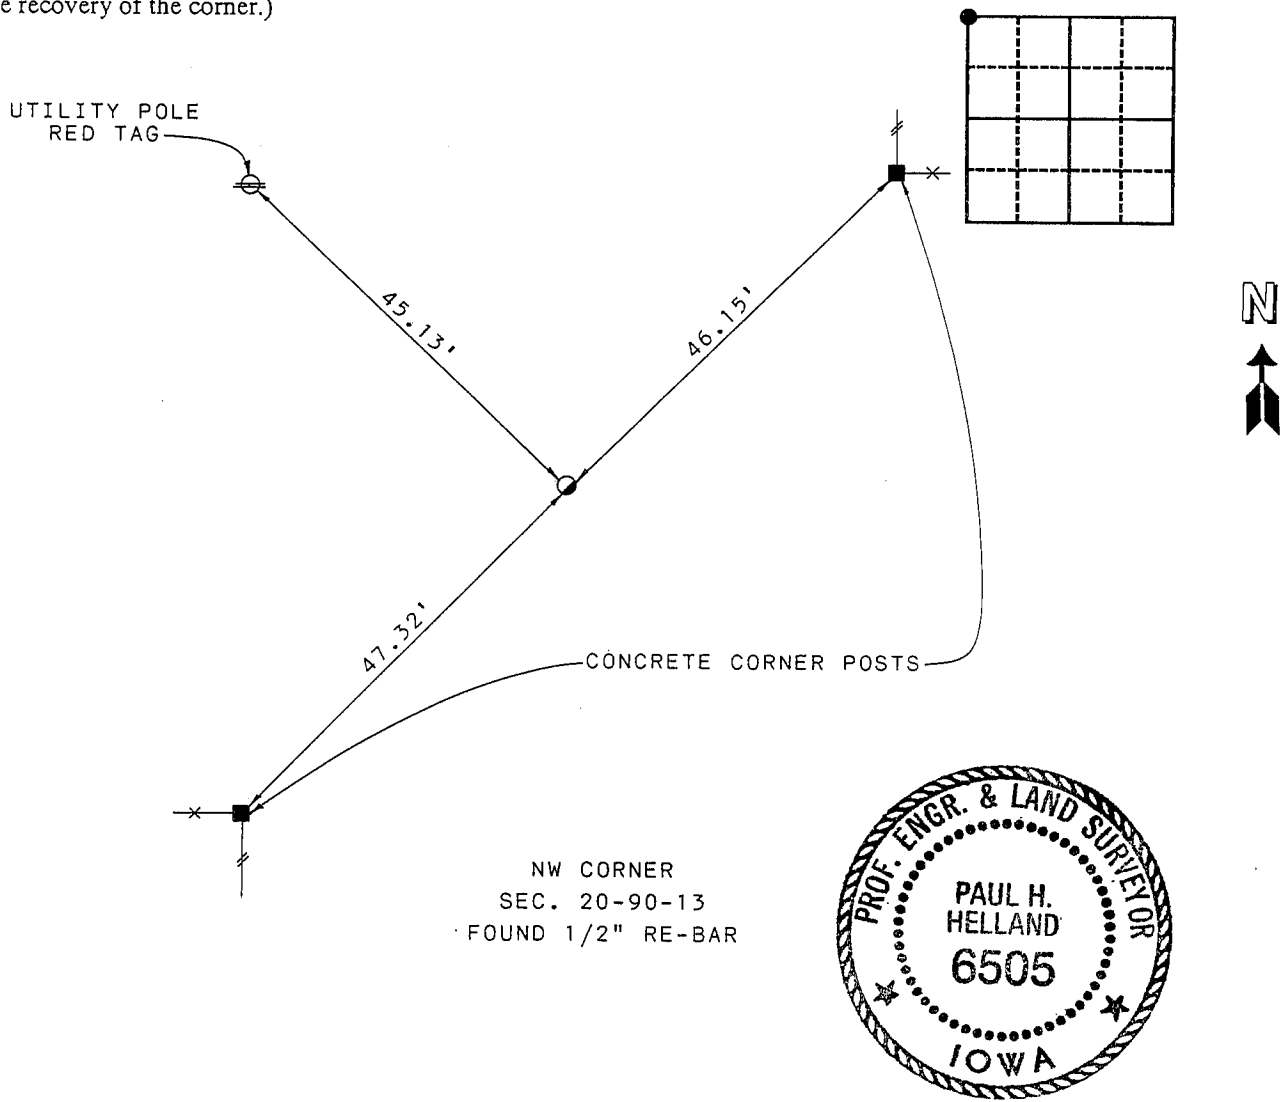 e recovery of the corner.)
UTILITY POLE
RED TAG
N
45.13'
46.15'
47.32'
CONCRETE CORNER POSTS
NW CORNER
SEC. 20-90-13
FOUND 1/2" RE-BAR
PROF. ENGR. & LAND SURVEYOR
PAUL H.
HELLAND
6505
IOWA